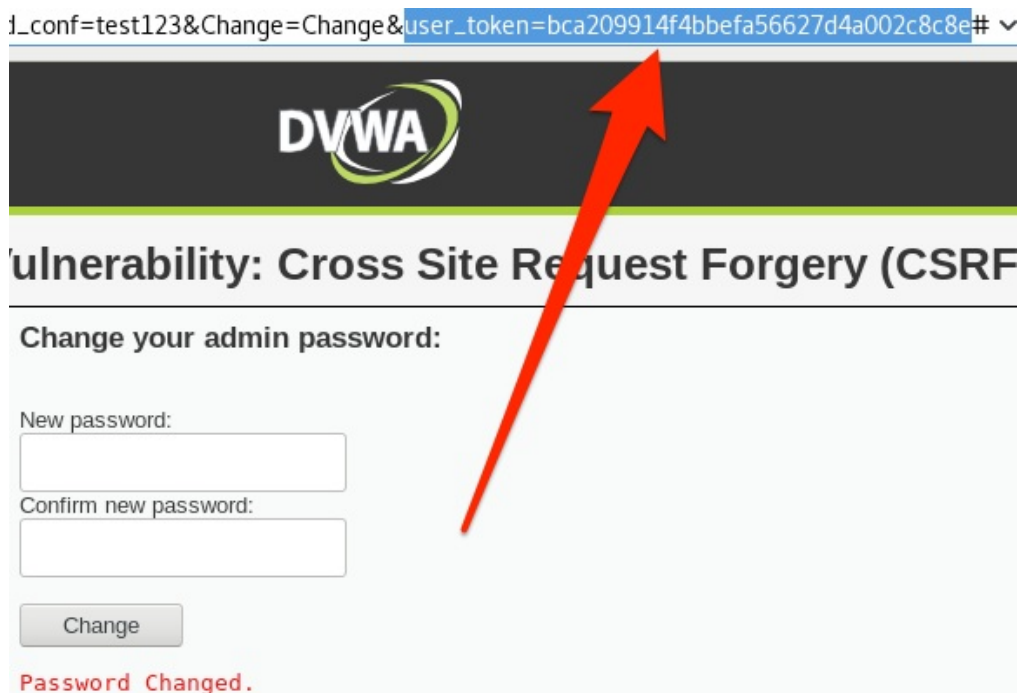 d_conf=test123&Change=Change&user_token=bca209914f4bbefa56627d4a002c8c8e#
DVWA
Vulnerability: Cross Site Request Forgery (CSRF
Change your admin password:
New password:
Confirm new password:
Change
Password Changed.